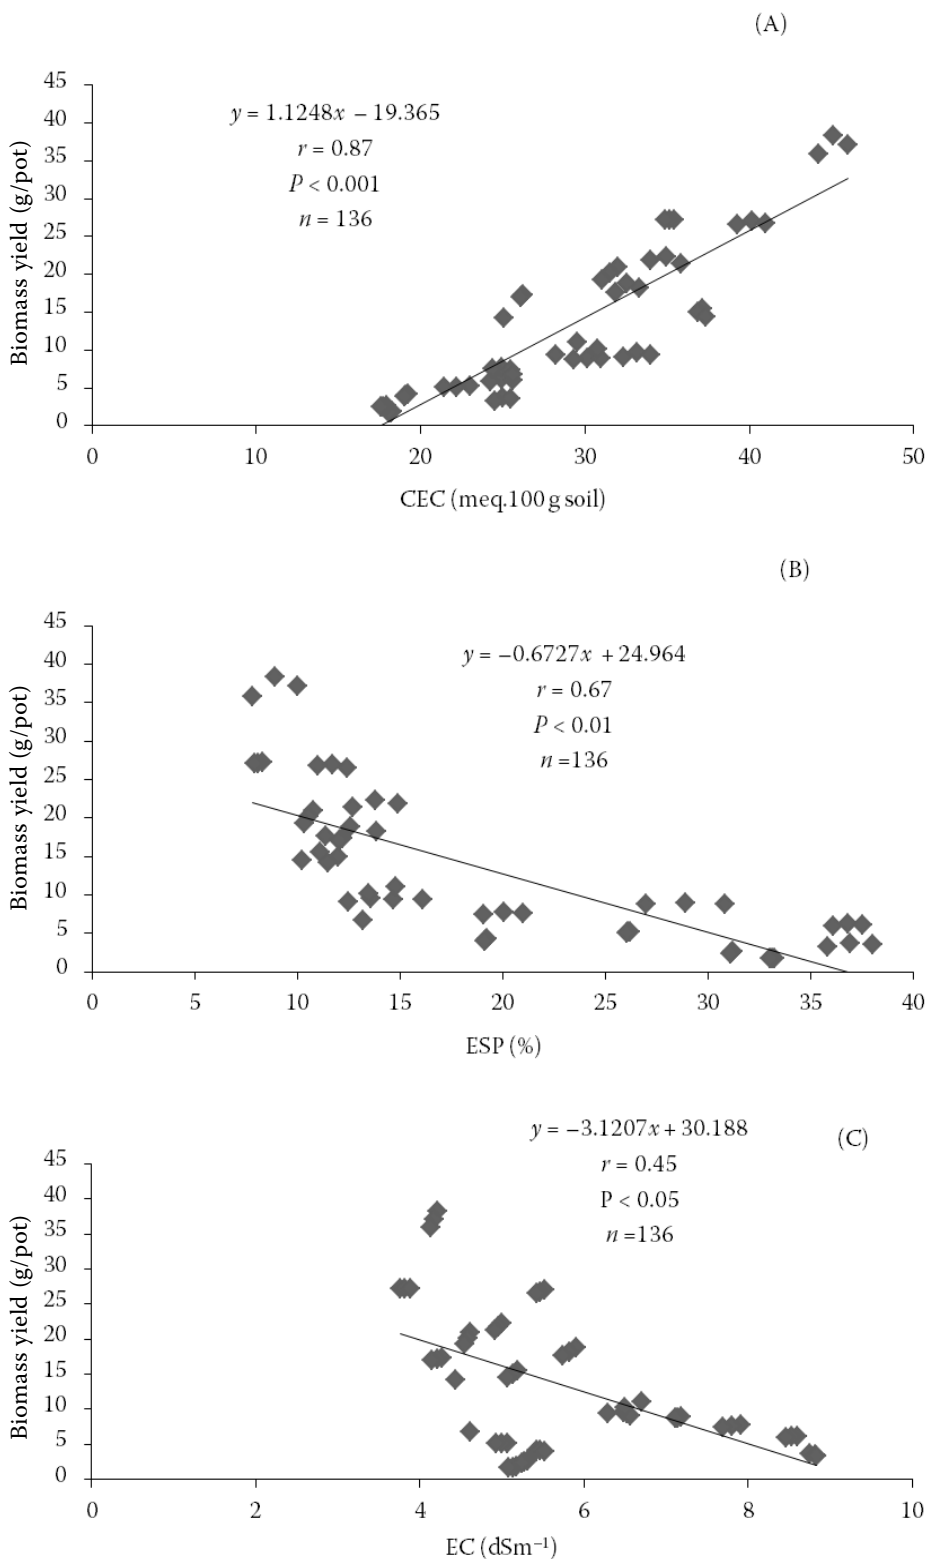 (A)
45
40
35
30
25
20
15
10
5
0
Biomass yield (g/pot)
y = 1.1248x – 19.365
r = 0.87
P < 0.001
n = 136
0 10 20 30 40 50
CEC (meq.100 g soil)
(B)
45
40
35
30
25
20
15
10
5
0
Biomass yield (g/pot)
y = –0.6727x + 24.964
r = 0.67
P < 0.01
n =136
0 5 10 15 20 25 30 35 40
ESP (%)
(C)
y = –3.1207x + 30.188
r = 0.45
P < 0.05
n =136
45
40
35
30
25
20
15
10
5
0
Biomass yield (g/pot)
0 2 4 6 8 10
EC (dSm⁻¹)